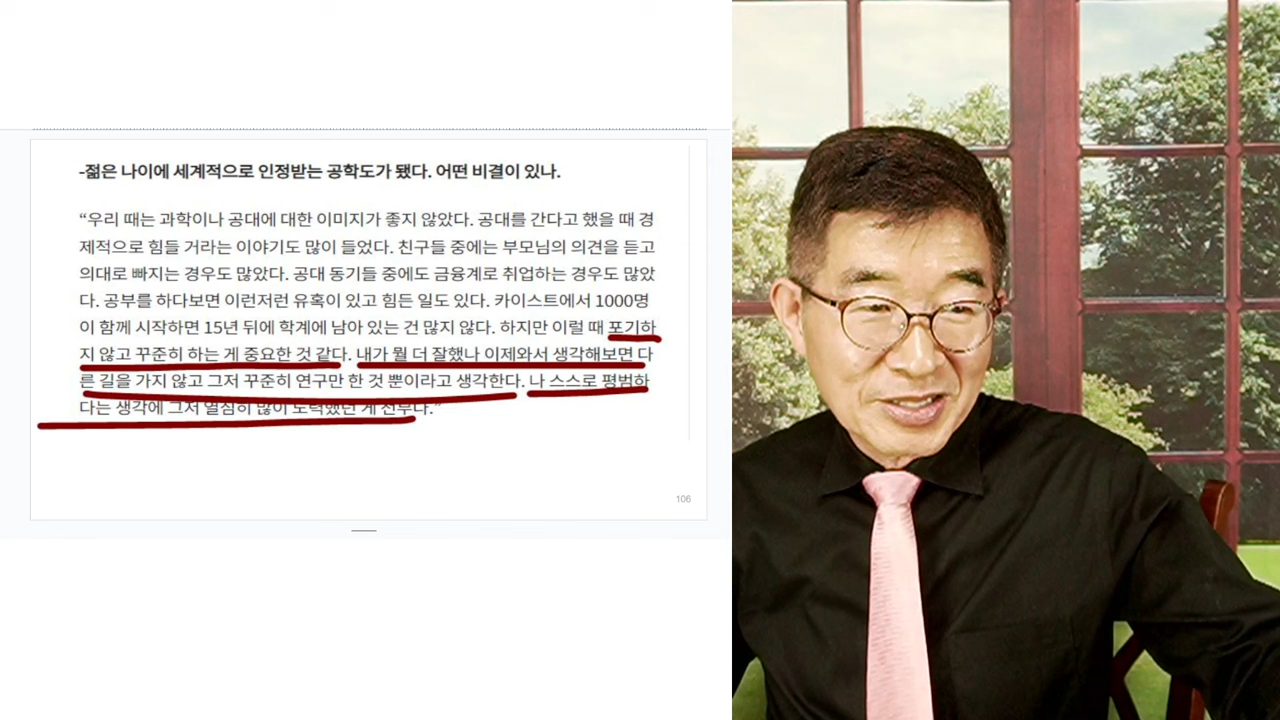 -젊은 나이에 세계적으로 인정받는 공학도가 됐다. 어떤 비결이 있나.
“우리 때는 과학이나 공대에 대한 이미지가 좋지 않았다. 공대를 간다고 했을 때 경
제적으로 힘들 거라는 이야기도 많이 들었다. 친구들 중에는 부모님의 의견을 듣고
의대로 빠지는 경우도 많았다. 공대 동기들 중에도 금융계로 취업하는 경우도 많았
다. 공부를 하다보면 이런저런 유혹이 있고 힘든 일도 있다. 카이스트에서 1000명
이 함께 시작하면 15년 뒤에 학계에 남아 있는 건 많지 않다. 하지만 이럴 때 포기하
지 않고 꾸준히 하는 게 중요한 것 같다. 내가 뭘 더 잘했나 이제와서 생각해보면 다
른 길을 가지 않고 그저 꾸준히 연구만 한 것 뿐이라고 생각한다. 나 스스로 평범하
다는 생각에 그저 열심히 많이 노력했던 게 전부다.”
106